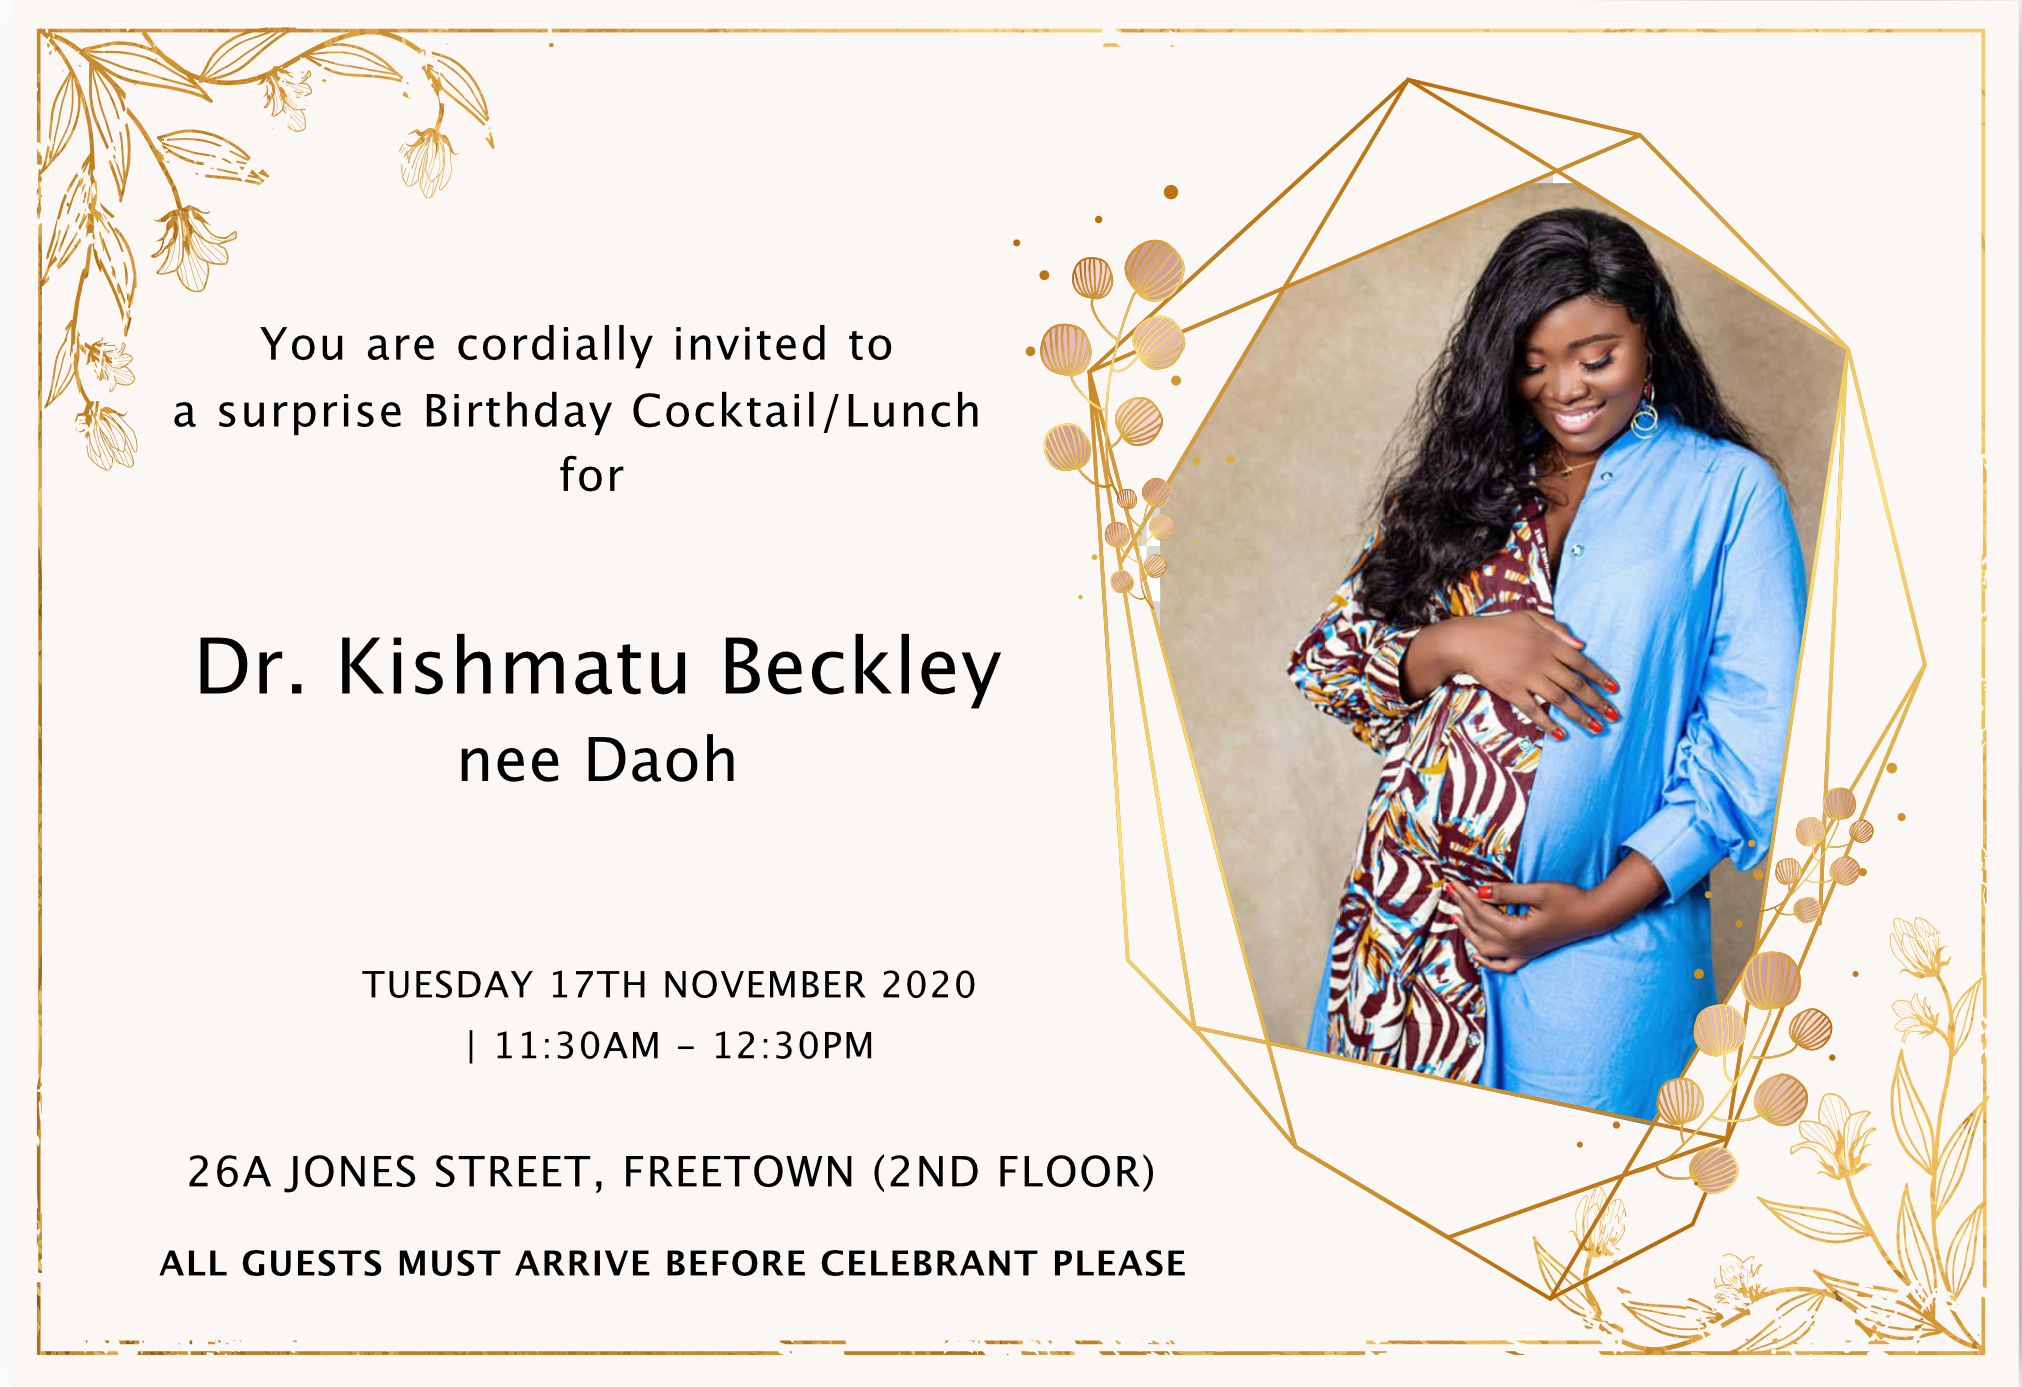 You are cordially invited to
a surprise Birthday Cocktail/Lunch
for
Dr. Kishmatu Beckley
nee Daoh
TUESDAY 17TH NOVEMBER 2020
| 11:30AM – 12:30PM
26A JONES STREET, FREETOWN (2ND FLOOR)
ALL GUESTS MUST ARRIVE BEFORE CELEBRANT PLEASE